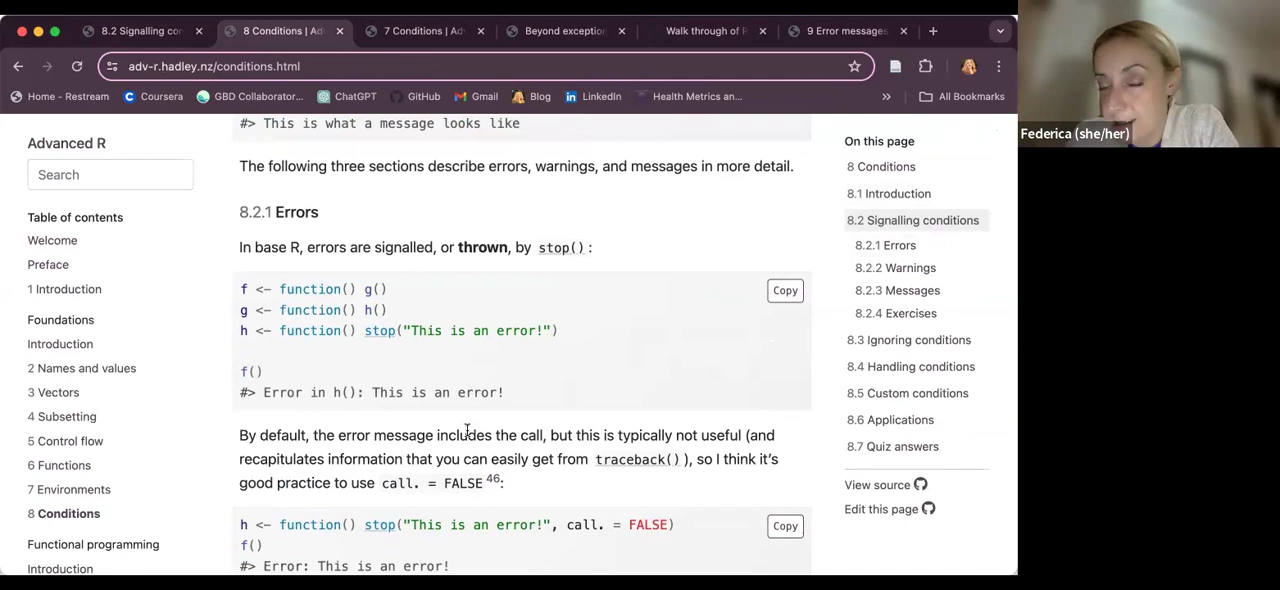 8.2 Signalling con
8 Conditions | Ad
7 Conditions | Adv
Beyond exception
Walk through of R
9 Error messages
adv-r.hadley.nz/conditions.html
Home - Restream
Coursera
GBD Collaborator...
ChatGPT
GitHub
Gmail
Blog
LinkedIn
Health Metrics an...
»
All Bookmarks
Federica (she/her)
Advanced R
Search
Table of contents
Welcome
Preface
1 Introduction
Foundations
Introduction
2 Names and values
3 Vectors
4 Subsetting
5 Control flow
6 Functions
7 Environments
8 Conditions
Functional programming
Introduction
#> This is what a message looks like
The following three sections describe errors, warnings, and messages in more detail.
8.2.1 Errors
In base R, errors are signalled, or thrown, by stop() :
f <- function() g()
g <- function() h()
h <- function() stop("This is an error!")
f()
#> Error in h(): This is an error!
Copy
By default, the error message includes the call, but this is typically not useful (and
recapitulates information that you can easily get from traceback() ), so I think it's
good practice to use call. = FALSE 46:
h <- function() stop("This is an error!", call. = FALSE)
f()
#> Error: This is an error!
Copy
On this page
8 Conditions
8.1 Introduction
8.2 Signalling conditions
8.2.1 Errors
8.2.2 Warnings
8.2.3 Messages
8.2.4 Exercises
8.3 Ignoring conditions
8.4 Handling conditions
8.5 Custom conditions
8.6 Applications
8.7 Quiz answers
View source
Edit this page